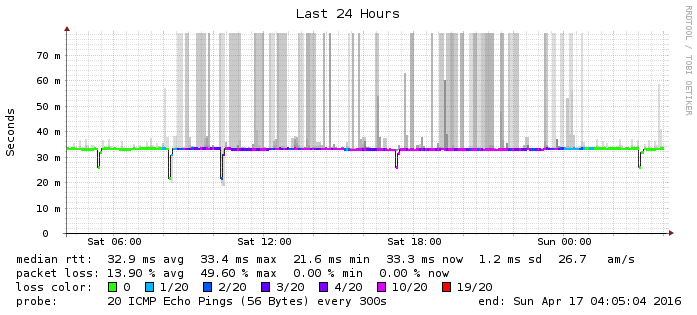 Last 24 Hours
RRDTOOL / TOBI OETIKER
Seconds
70 m
60 m
50 m
40 m
30 m
20 m
10 m
0
Sat 06:00 Sat 12:00 Sat 18:00 Sun 00:00
median rtt: 32.9 ms avg 33.4 ms max 21.6 ms min 33.3 ms now 1.2 ms sd 26.7 am/s
packet loss: 13.90 % avg 49.60 % max 0.00 % min 0.00 % now
loss color: 0 1/20 2/20 3/20 4/20 10/20 19/20
probe: 20 ICMP Echo Pings (56 Bytes) every 300s end: Sun Apr 17 04:05:04 2016